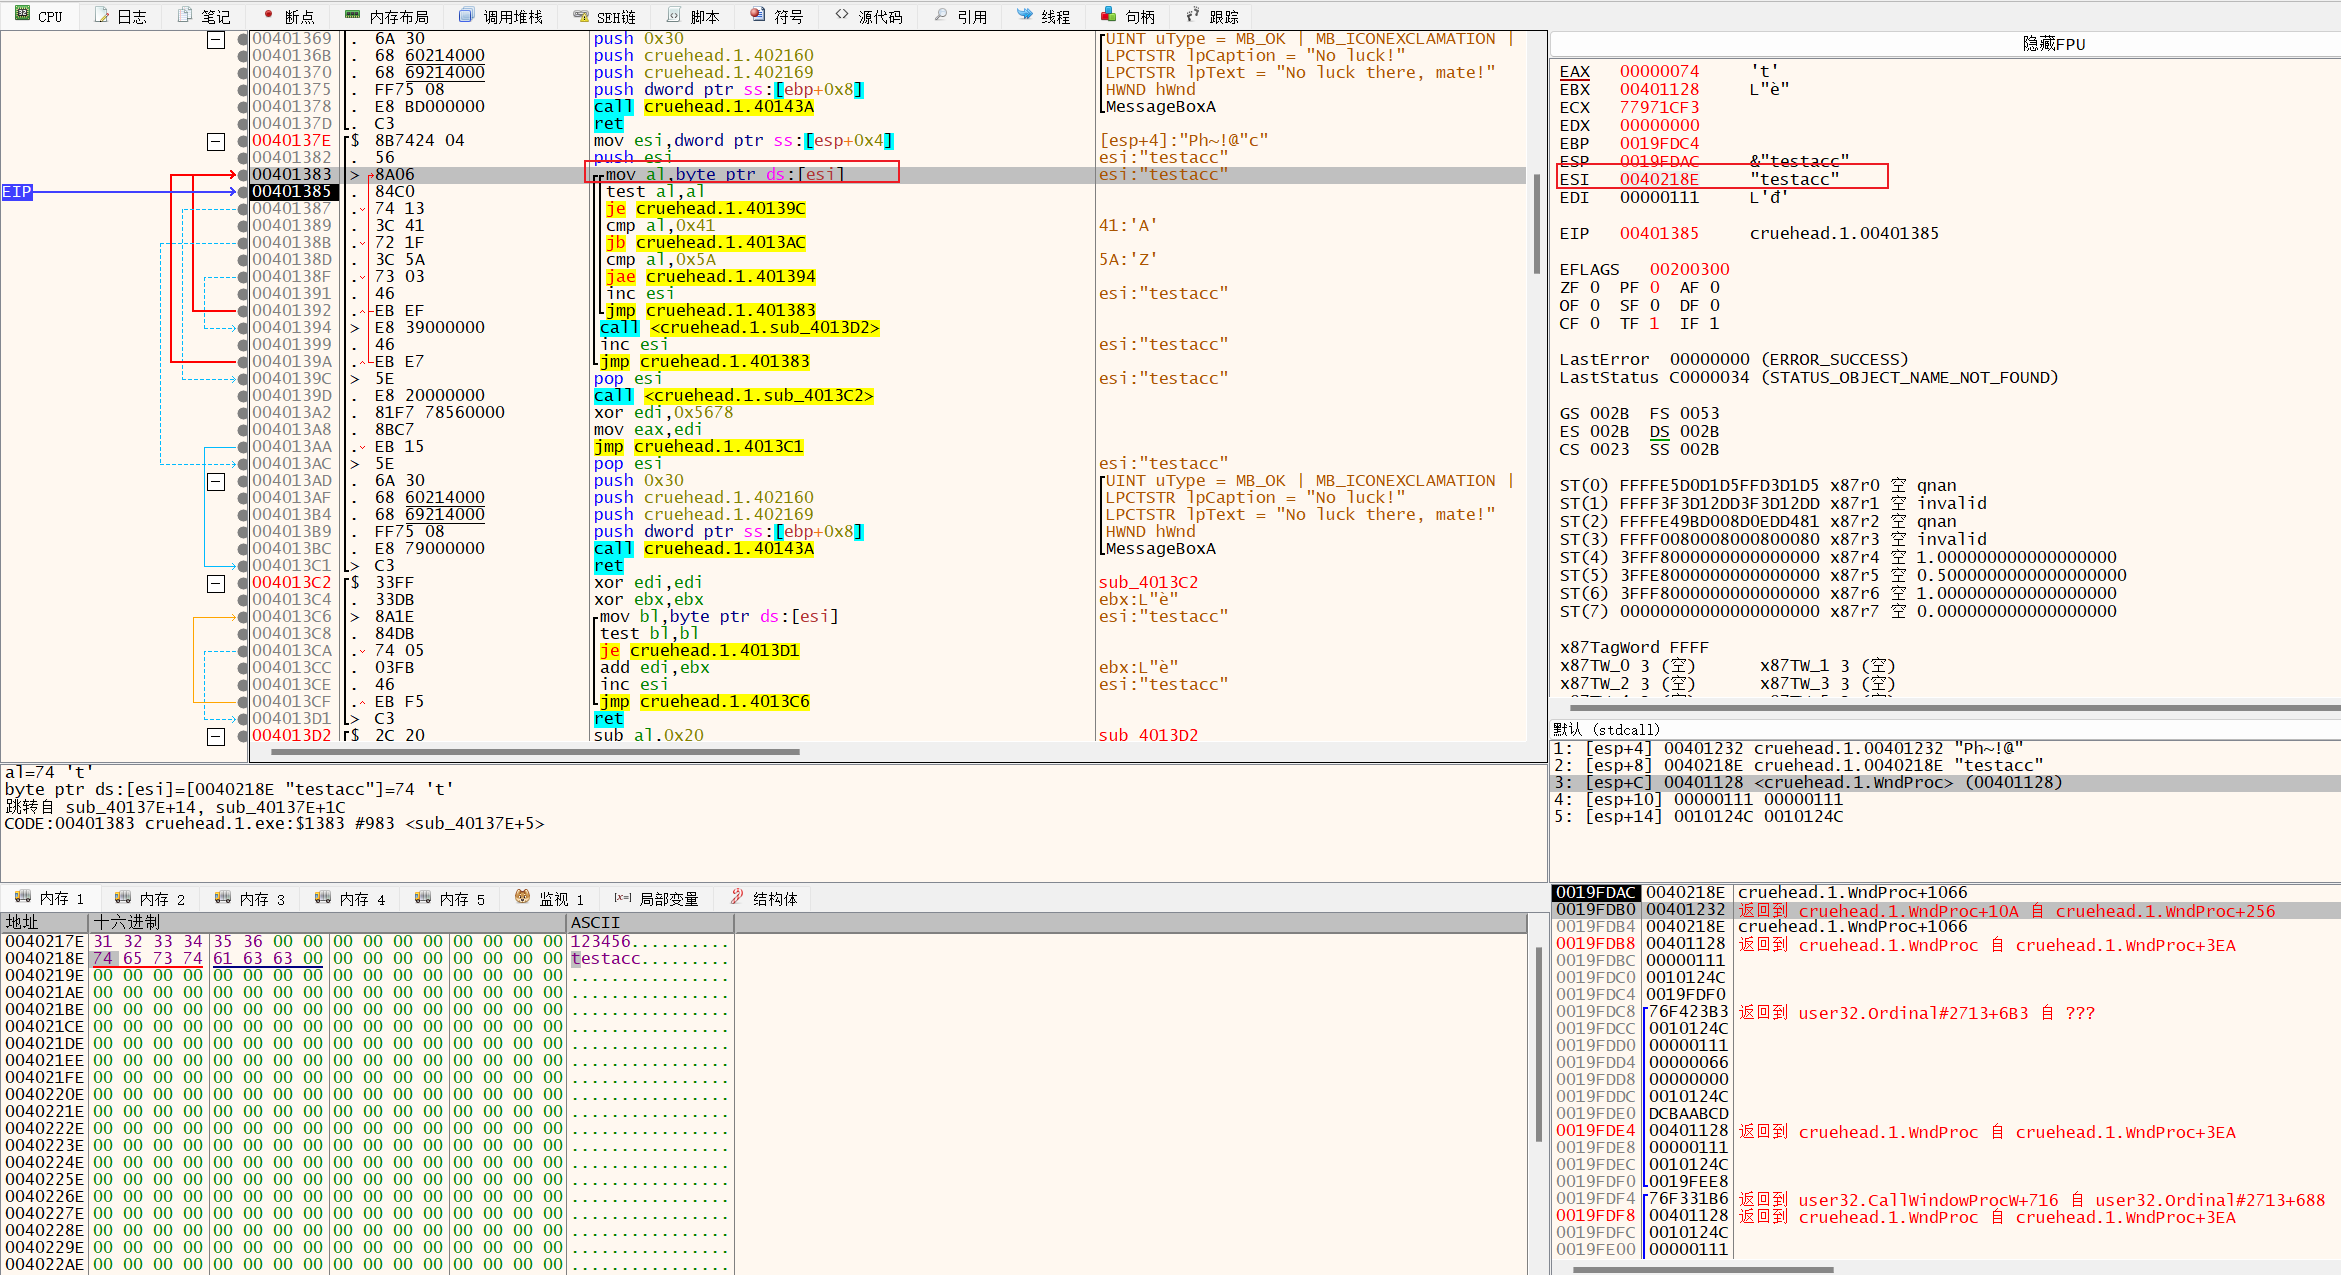 CPU 日志 笔记 断点 内存布局 调用堆栈 SEH链 脚本 符号 源代码 引用 线程 句柄 跟踪
00401369 . 6A 30 push 0x30 UINT uType = MB_OK | MB_ICONEXCLAMATION |
0040136B . 68 60214000 push cruehead.1.402160 LPCTSTR lpCaption = "No luck!"
00401370 . 68 69214000 push cruehead.1.402169 LPCTSTR lpText = "No luck there, mate!"
00401375 . FF75 08 push dword ptr ss:[ebp+0x8] HWND hWnd
00401378 . E8 BD000000 call cruehead.1.40143A MessageBoxA
0040137D . C3 ret
0040137E $ 8B7424 04 mov esi,dword ptr ss:[esp+0x4] [esp+4]:"Ph~!@"c"
00401382 . 56 push esi esi:"testacc"
00401383 > 8A06 mov al,byte ptr ds:[esi] esi:"testacc"
EIP 00401385 . 84C0 test al,al
00401387 . 74 13 je cruehead.1.40139C
00401389 . 3C 41 cmp al,0x41 41:'A'
0040138B . 72 1F jb cruehead.1.4013AC
0040138D . 3C 5A cmp al,0x5A 5A:'Z'
0040138F . 73 03 jae cruehead.1.401394
00401391 . 46 inc esi esi:"testacc"
00401392 . EB EF jmp cruehead.1.401383
00401394 > E8 39000000 call <cruehead.1.sub_4013D2>
00401399 . 46 inc esi esi:"testacc"
0040139A . EB E7 jmp cruehead.1.401383
0040139C > 5E pop esi esi:"testacc"
0040139D . E8 20000000 call <cruehead.1.sub_4013C2>
004013A2 . 81F7 78560000 xor edi,0x5678
004013A8 . 8BC7 mov eax,edi
004013AA . EB 15 jmp cruehead.1.4013C1
004013AC > 5E pop esi esi:"testacc"
004013AD . 6A 30 push 0x30 UINT uType = MB_OK | MB_ICONEXCLAMATION |
004013AF . 68 60214000 push cruehead.1.402160 LPCTSTR lpCaption = "No luck!"
004013B4 . 68 69214000 push cruehead.1.402169 LPCTSTR lpText = "No luck there, mate!"
004013B9 . FF75 08 push dword ptr ss:[ebp+0x8] HWND hWnd
004013BC . E8 79000000 call cruehead.1.40143A MessageBoxA
004013C1 > C3 ret
004013C2 $ 33FF xor edi,edi sub_4013C2
004013C4 . 33DB xor ebx,ebx ebx:L"è"
004013C6 > 8A1E mov bl,byte ptr ds:[esi] esi:"testacc"
004013C8 . 84DB test bl,bl
004013CA . 74 05 je cruehead.1.4013D1
004013CC . 03FB add edi,ebx ebx:L"è"
004013CE . 46 inc esi esi:"testacc"
004013CF . EB F5 jmp cruehead.1.4013C6
004013D1 > C3 ret
004013D2 $ 2C 20 sub al,0x20 sub_4013D2
隐藏FPU
EAX 00000074 't'
EBX 00401128 L"è"
ECX 77971CF3
EDX 00000000
EBP 0019FDC4
ESP 0019FDAC &"testacc"
ESI 0040218E "testacc"
EDI 00000111 L'đ'
EIP 00401385 cruehead.1.00401385
EFLAGS 00200300
ZF 0 PF 0 AF 0
OF 0 SF 0 DF 0
CF 0 TF 1 IF 1
LastError 00000000 (ERROR_SUCCESS)
LastStatus C0000034 (STATUS_OBJECT_NAME_NOT_FOUND)
GS 002B FS 0053
ES 002B DS 002B
CS 0023 SS 002B
ST(0) FFFFE5D0D1D5FFD3D1D5 x87r0 空 qnan
ST(1) FFFF3F3D12DD3F3D12DD x87r1 空 invalid
ST(2) FFFFE49BD008D0EDD481 x87r2 空 qnan
ST(3) FFFF0080008000800080 x87r3 空 invalid
ST(4) 3FFF8000000000000000 x87r4 空 1.000000000000000000
ST(5) 3FFE8000000000000000 x87r5 空 0.5000000000000000000
ST(6) 3FFF8000000000000000 x87r6 空 1.000000000000000000
ST(7) 00000000000000000000 x87r7 空 0.000000000000000000
x87TagWord FFFF
x87TW_0 3 (空) x87TW_1 3 (空)
x87TW_2 3 (空) x87TW_3 3 (空)
默认 (stdcall)
1: [esp+4] 00401232 cruehead.1.00401232 "Ph~!@"
2: [esp+8] 0040218E cruehead.1.0040218E "testacc"
3: [esp+C] 00401128 <cruehead.1.WndProc> (00401128)
4: [esp+10] 00000111 00000111
5: [esp+14] 0010124C 0010124C
al=74 't'
byte ptr ds:[esi]=[0040218E "testacc"]=74 't'
跳转自 sub_40137E+14, sub_40137E+1C
CODE:00401383 cruehead.1.exe:$1383 #983 <sub_40137E+5>
内存 1 内存 2 内存 3 内存 4 内存 5 监视 1 [x=] 局部变量 结构体
地址 十六进制 ASCII
0040217E 31 32 33 34 35 36 00 00 00 00 00 00 00 00 00 00 123456..........
0040218E 74 65 73 74 61 63 63 00 00 00 00 00 00 00 00 00 testacc.........
0040219E 00 00 00 00 00 00 00 00 00 00 00 00 00 00 00 00 ................
004021AE 00 00 00 00 00 00 00 00 00 00 00 00 00 00 00 00 ................
004021BE 00 00 00 00 00 00 00 00 00 00 00 00 00 00 00 00 ................
004021CE 00 00 00 00 00 00 00 00 00 00 00 00 00 00 00 00 ................
004021DE 00 00 00 00 00 00 00 00 00 00 00 00 00 00 00 00 ................
004021EE 00 00 00 00 00 00 00 00 00 00 00 00 00 00 00 00 ................
004021FE 00 00 00 00 00 00 00 00 00 00 00 00 00 00 00 00 ................
0040220E 00 00 00 00 00 00 00 00 00 00 00 00 00 00 00 00 ................
0040221E 00 00 00 00 00 00 00 00 00 00 00 00 00 00 00 00 ................
0040222E 00 00 00 00 00 00 00 00 00 00 00 00 00 00 00 00 ................
0040223E 00 00 00 00 00 00 00 00 00 00 00 00 00 00 00 00 ................
0040224E 00 00 00 00 00 00 00 00 00 00 00 00 00 00 00 00 ................
0040225E 00 00 00 00 00 00 00 00 00 00 00 00 00 00 00 00 ................
0040226E 00 00 00 00 00 00 00 00 00 00 00 00 00 00 00 00 ................
0040227E 00 00 00 00 00 00 00 00 00 00 00 00 00 00 00 00 ................
0040228E 00 00 00 00 00 00 00 00 00 00 00 00 00 00 00 00 ................
0040229E 00 00 00 00 00 00 00 00 00 00 00 00 00 00 00 00 ................
004022AE 00 00 00 00 00 00 00 00 00 00 00 00 00 00 00 00 ................
0019FDAC 0040218E cruehead.1.WndProc+1066
0019FDB0 00401232 返回到 cruehead.1.WndProc+10A 自 cruehead.1.WndProc+256
0019FDB4 0040218E cruehead.1.WndProc+1066
0019FDB8 00401128 返回到 cruehead.1.WndProc 自 cruehead.1.WndProc+3EA
0019FDBC 00000111
0019FDC0 0010124C
0019FDC4 0019FDF0
0019FDC8 76F423B3 返回到 user32.Ordinal#2713+6B3 自 ???
0019FDCC 0010124C
0019FDD0 00000111
0019FDD4 00000066
0019FDD8 00000000
0019FDDC 0010124C
0019FDE0 DCBAABCD
0019FDE4 00401128 返回到 cruehead.1.WndProc 自 cruehead.1.WndProc+3EA
0019FDE8 00000111
0019FDEC 0010124C
0019FDF0 0019FEE8
0019FDF4 76F331B6 返回到 user32.CallWindowProcW+716 自 user32.Ordinal#2713+688
0019FDF8 00401128 返回到 cruehead.1.WndProc 自 cruehead.1.WndProc+3EA
0019FDFC 0010124C
0019FE00 00000111